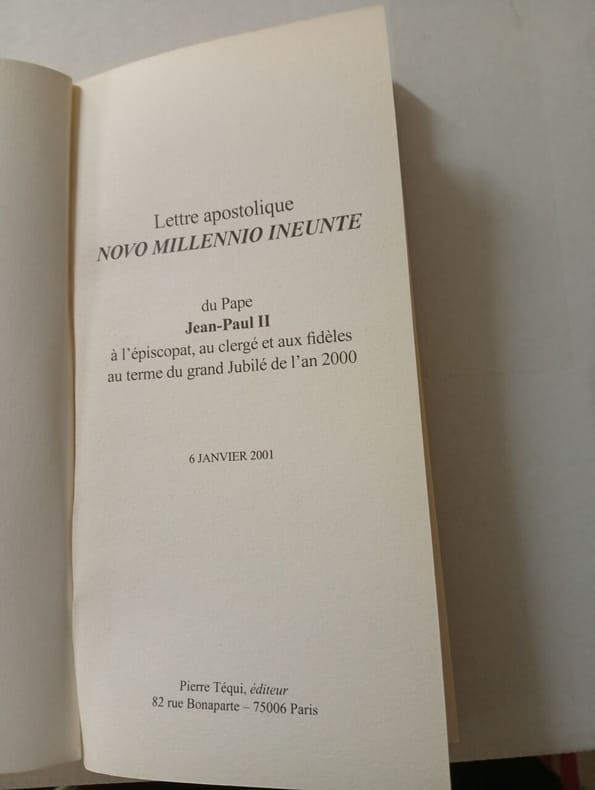 Lettre apostolique
NOVO MILLENNIO INEUNTE
du Pape
Jean-Paul II
à l'épiscopat, au clergé et aux fidèles
au terme du grand Jubilé de l'an 2000
6 JANVIER 2001
Pierre Téqui, éditeur
82 rue Bonaparte – 75006 Paris